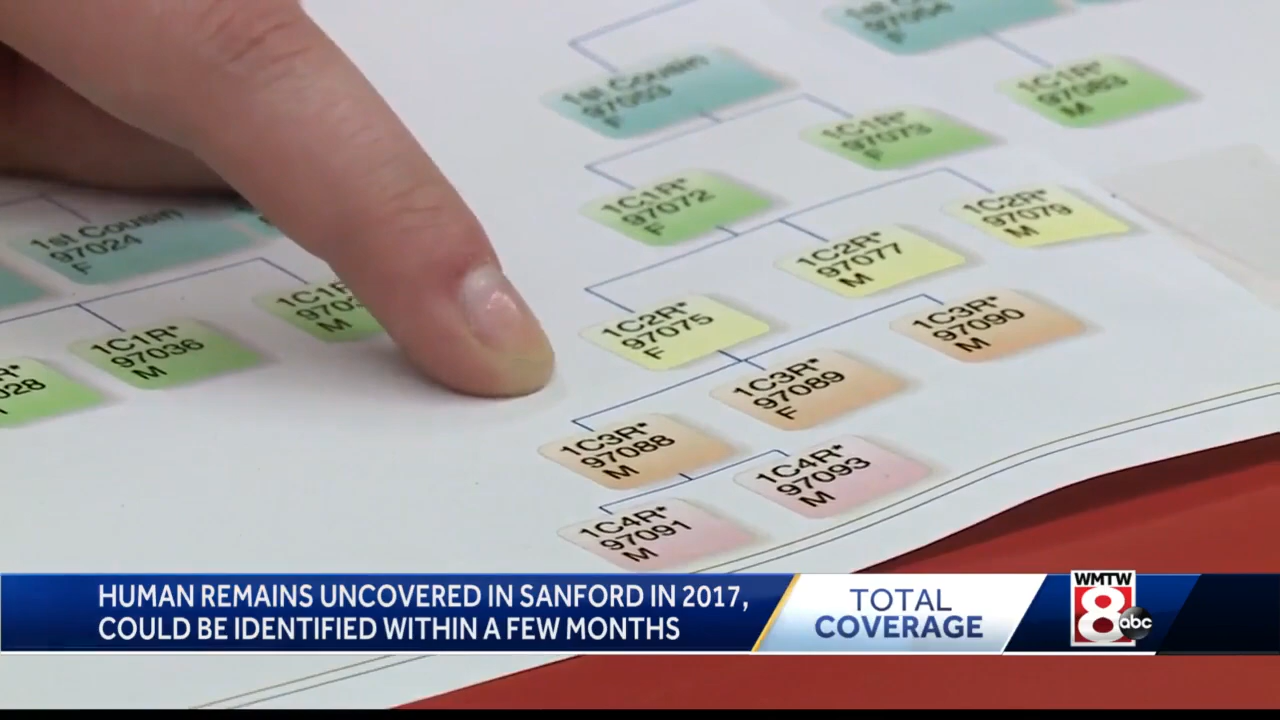 97054
F
1st Cousin
97053
F
1C1R*
97083
M
1C1R*
97073
F
1C1R*
97072
F
1C2R*
97079
M
1C2R*
97077
M
1st Cousin
97024
F
1C2R*
97075
F
1C3R*
97090
M
1C1R*
97036
M
M
028
1C3R*
97089
F
1C3R*
97088
M
1C4R*
97093
M
1C4R*
97091
M
HUMAN REMAINS UNCOVERED IN SANFORD IN 2017,
COULD BE IDENTIFIED WITHIN A FEW MONTHS
TOTAL
COVERAGE
WMTW
8
abc